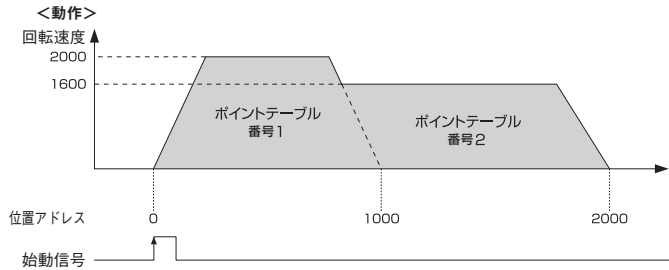 ＜動作＞
回転速度
2000
1600
ポイントテーブル
番号1
ポイントテーブル
番号2
位置アドレス
0
1000
2000
始動信号